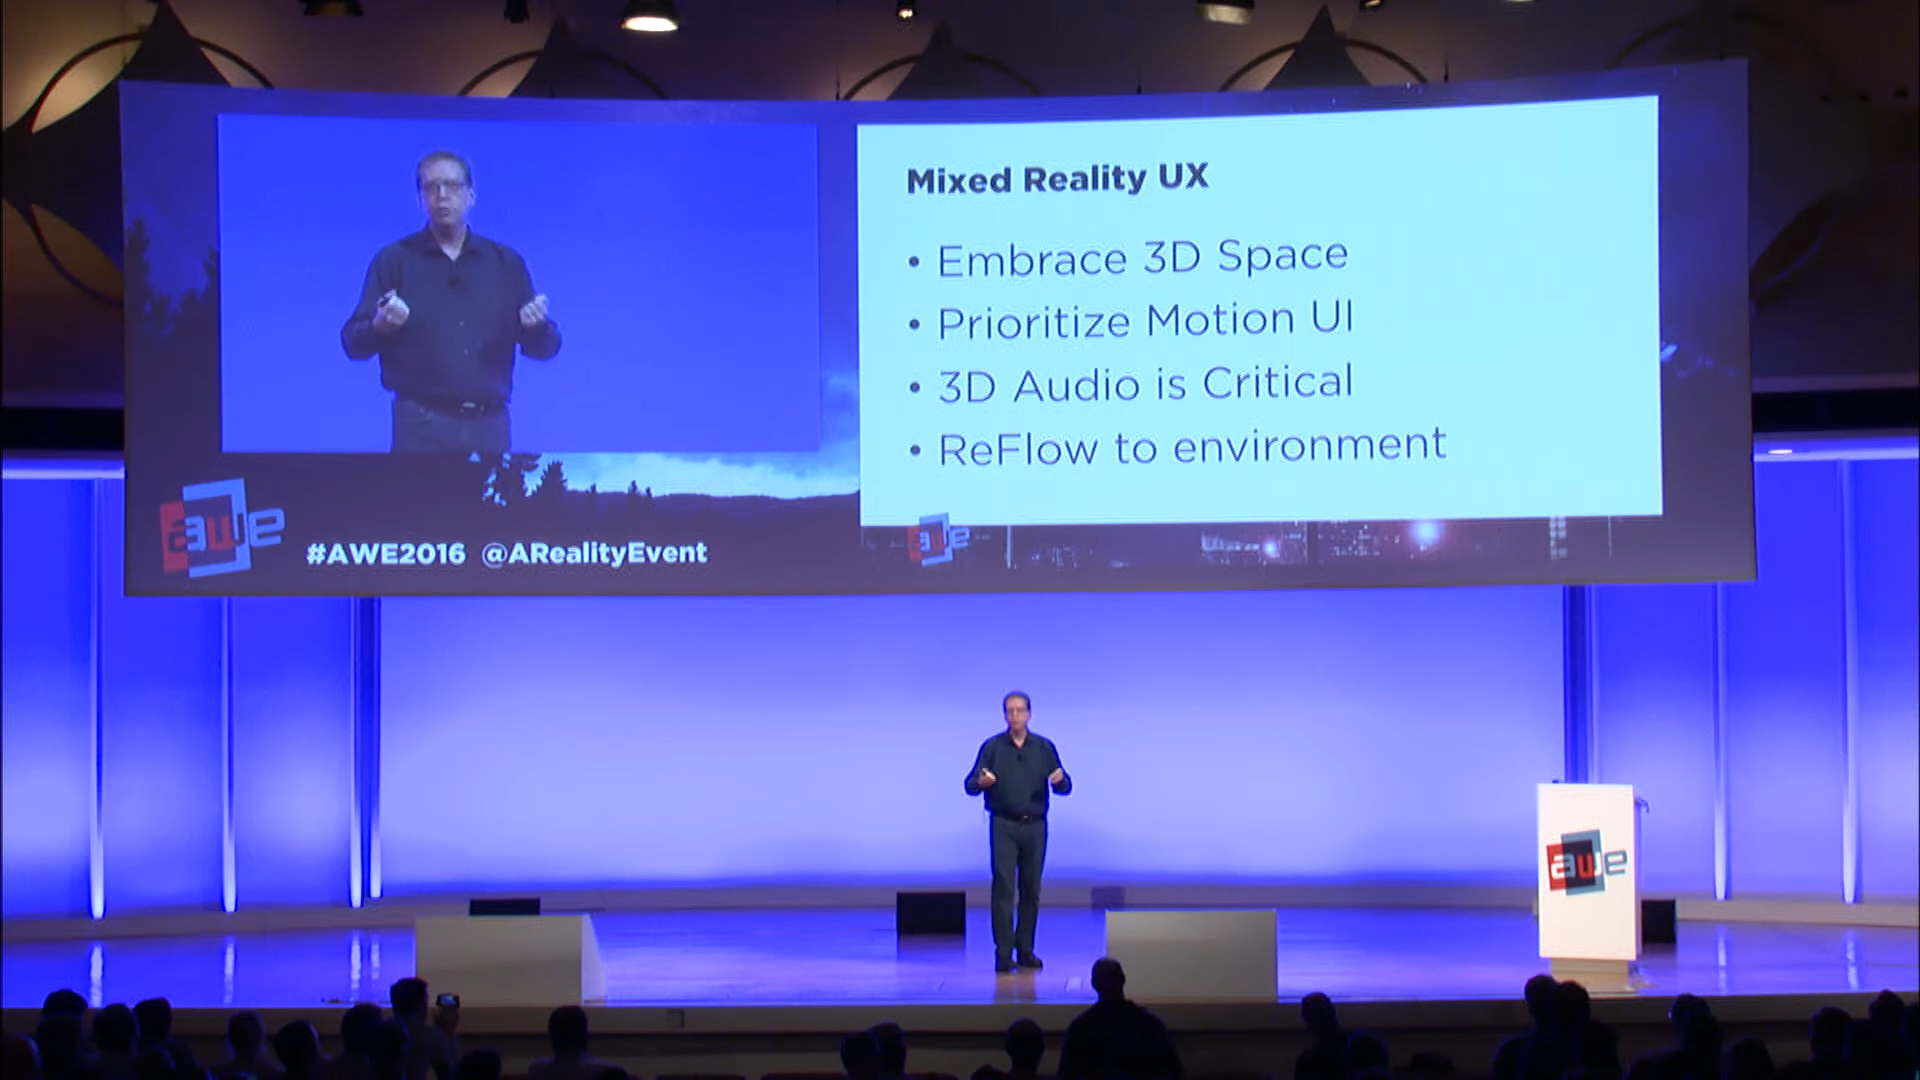 Mixed Reality UX
• Embrace 3D Space
• Prioritize Motion UI
• 3D Audio is Critical
• ReFlow to environment
awe
#AWE2016 @ARealityEvent
awe
awe